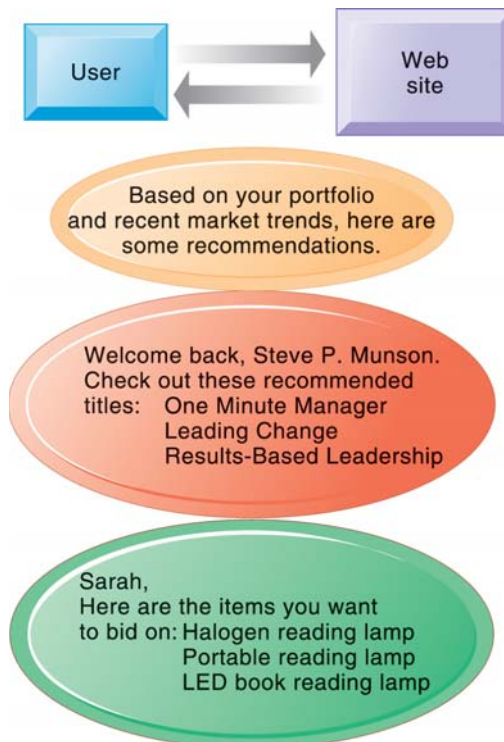 User
Web
site
Based on your portfolio
and recent market trends, here are
some recommendations.
Welcome back, Steve P. Munson.
Check out these recommended
titles: One Minute Manager
Leading Change
Results-Based Leadership
Sarah,
Here are the items you want
to bid on: Halogen reading lamp
Portable reading lamp
LED book reading lamp